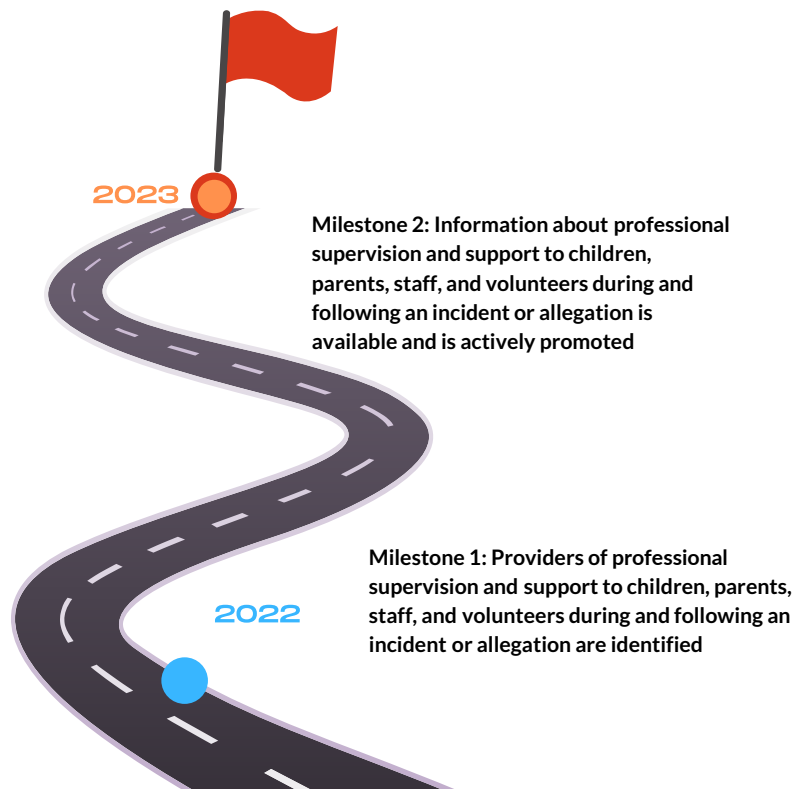 2023
Milestone 2: Information about professional
supervision and support to children,
parents, staff, and volunteers during and
following an incident or allegation is
available and is actively promoted
2022
Milestone 1: Providers of professional
supervision and support to children, parents,
staff, and volunteers during and following an
incident or allegation are identified